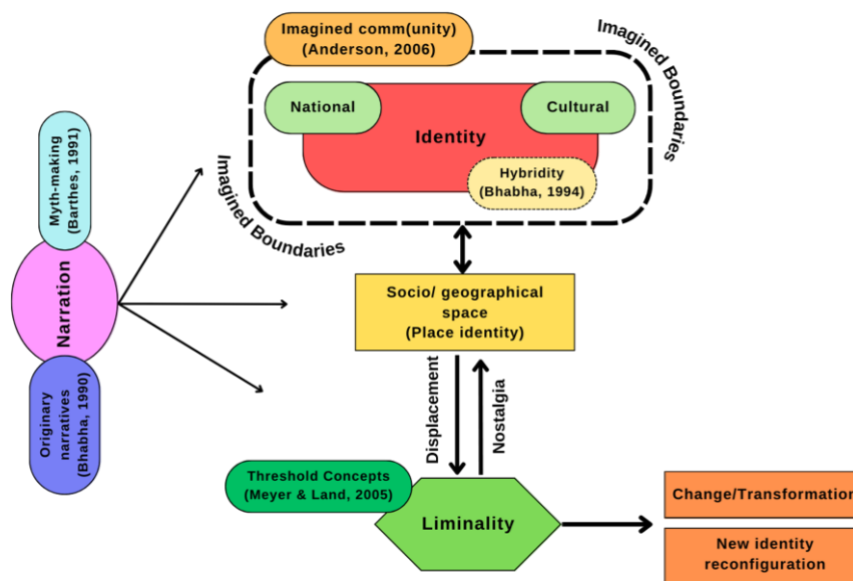 Imagined comm(unity)
(Anderson, 2006)
Imagined Boundaries
National
Cultural
Identity
Hybridity
(Bhabha, 1994)
Imagined Boundaries
Myth-making
(Barthes, 1991)
Narration
Originary
narratives
(Bhabha, 1990)
Socio/ geographical
space
(Place identity)
Displacement
Nostalgia
Threshold Concepts
(Meyer & Land, 2005)
Liminality
Change/Transformation
New identity
reconfiguration